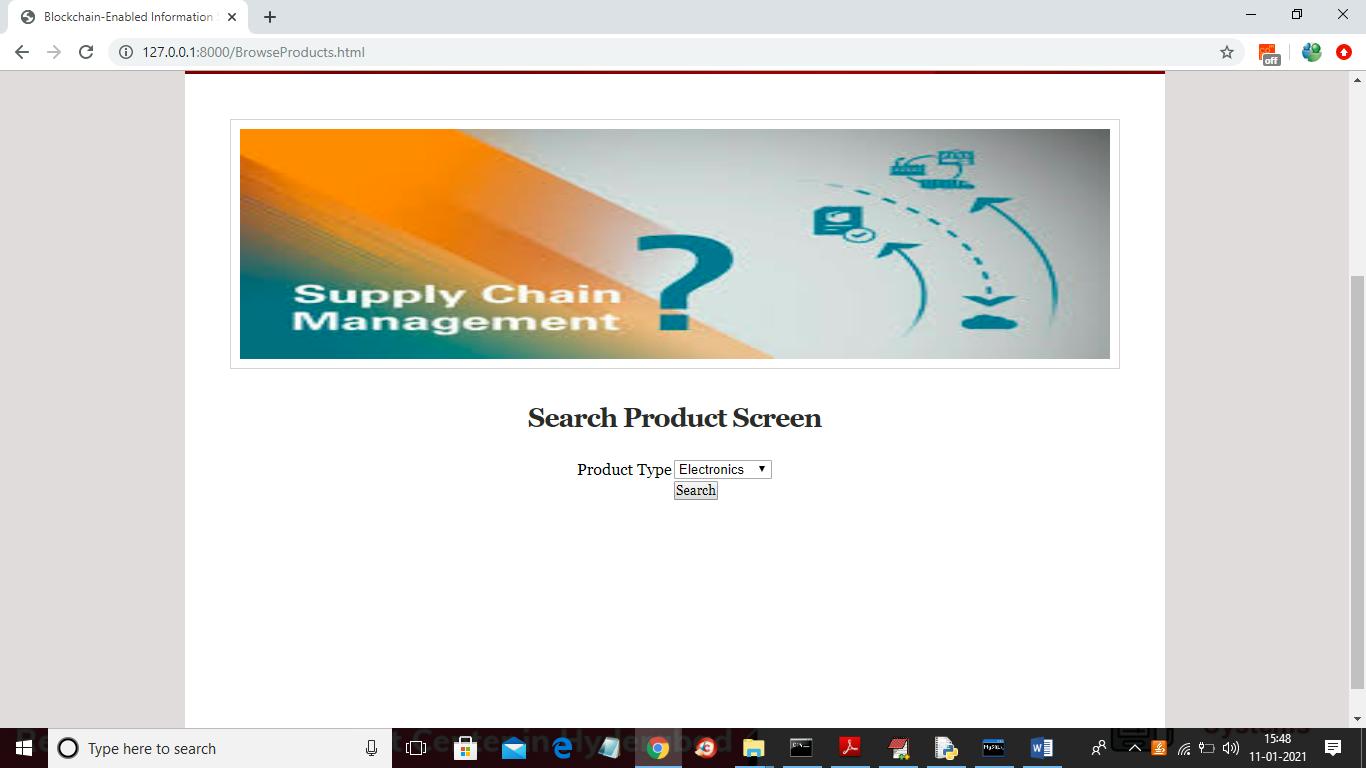 Blockchain-Enabled Information
127.0.0.1:8000/BrowseProducts.html
off
Supply Chain
Management
?
Search Product Screen
Product Type Electronics
Search
Type here to search
15:48
11-01-2021